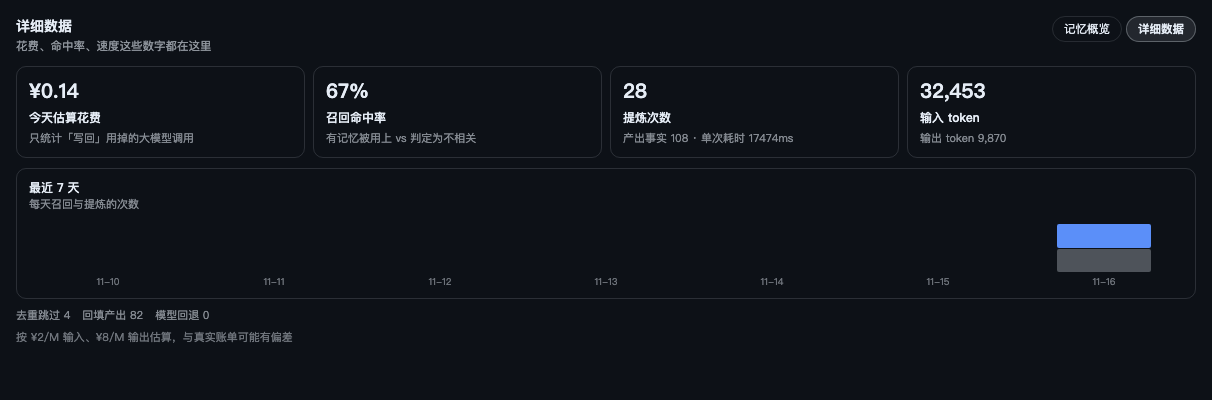 详细数据
花费、命中率、速度这些数字都在这里
记忆概览
详细数据
¥0.14
今天估算花费
只统计「写回」用掉的大模型调用
67%
召回命中率
有记忆被用上 vs 判定为不相关
28
提炼次数
产出事实 108 · 单次耗时 17474ms
32,453
输入 token
输出 token 9,870
最近 7 天
每天召回与提炼的次数
11-10 11-11 11-12 11-13 11-14 11-15 11-16
去重跳过 4 回填产出 82 模型回退 0
按 ¥2/M 输入、¥8/M 输出估算，与真实账单可能有偏差